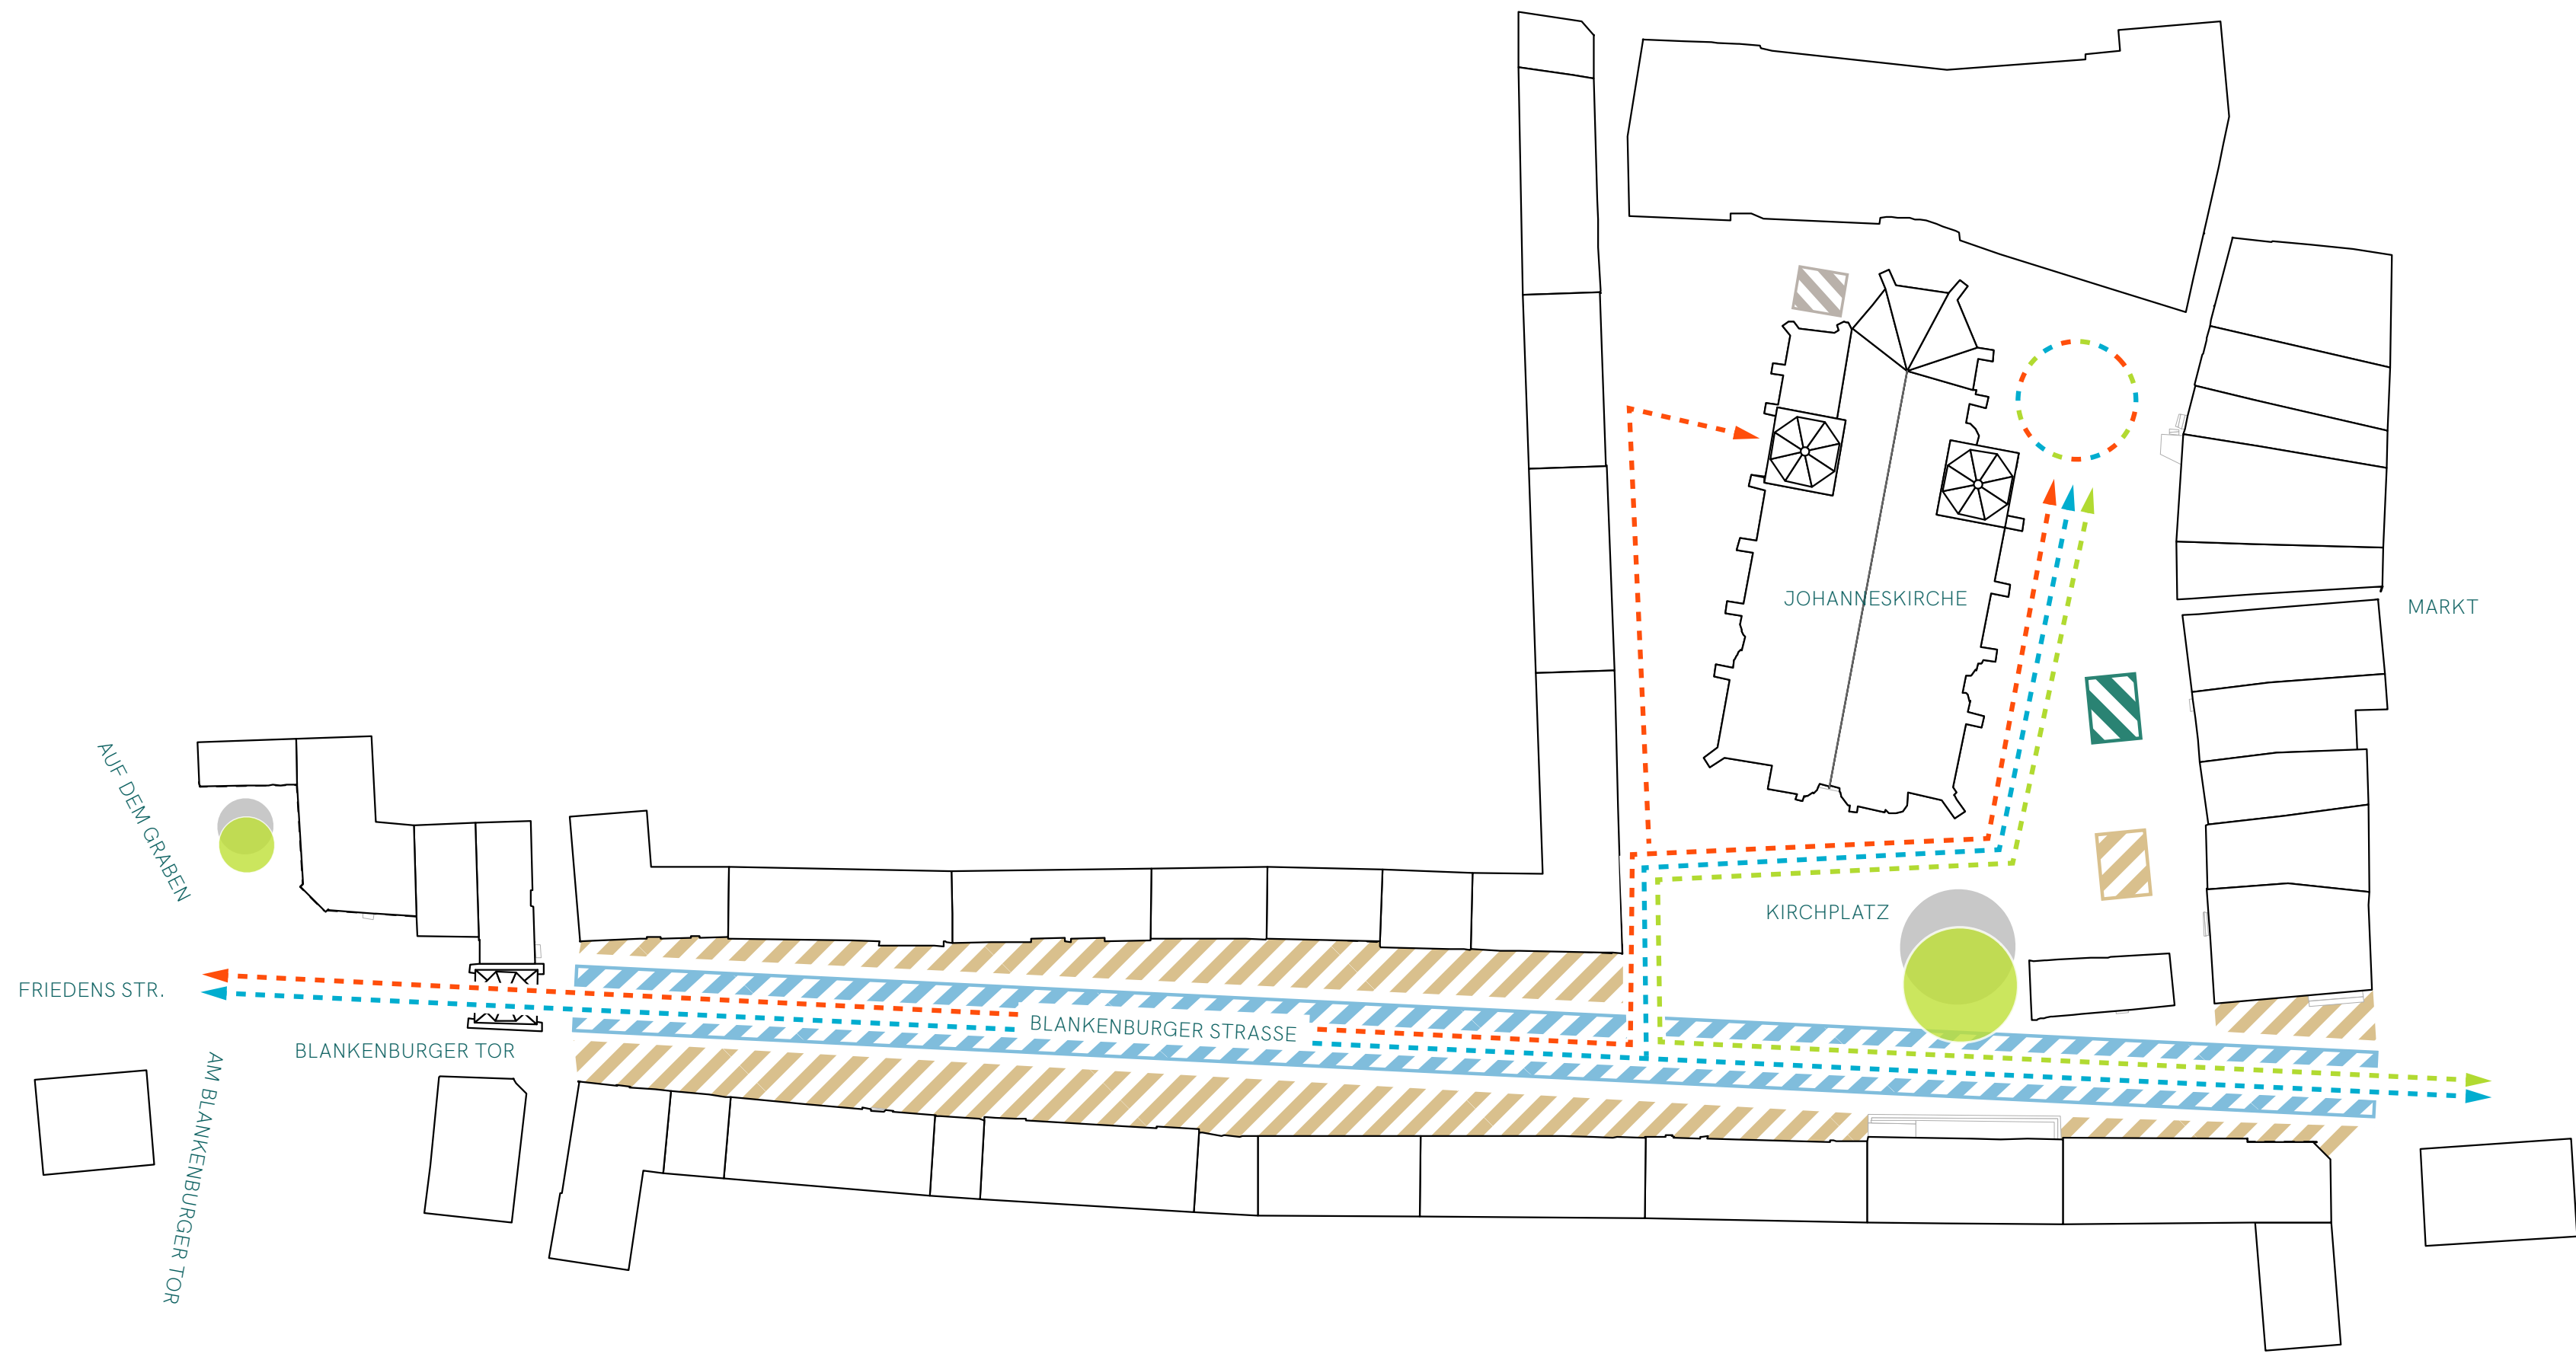 JOHANNESKIRCHE
MARKT
AUF DEM GRABEN
KIRCHPLATZ
FRIEDENS STR.
BLANKENBURGER STRASSE
BLANKENBURGER TOR
AM BLANKENBURGER TOR